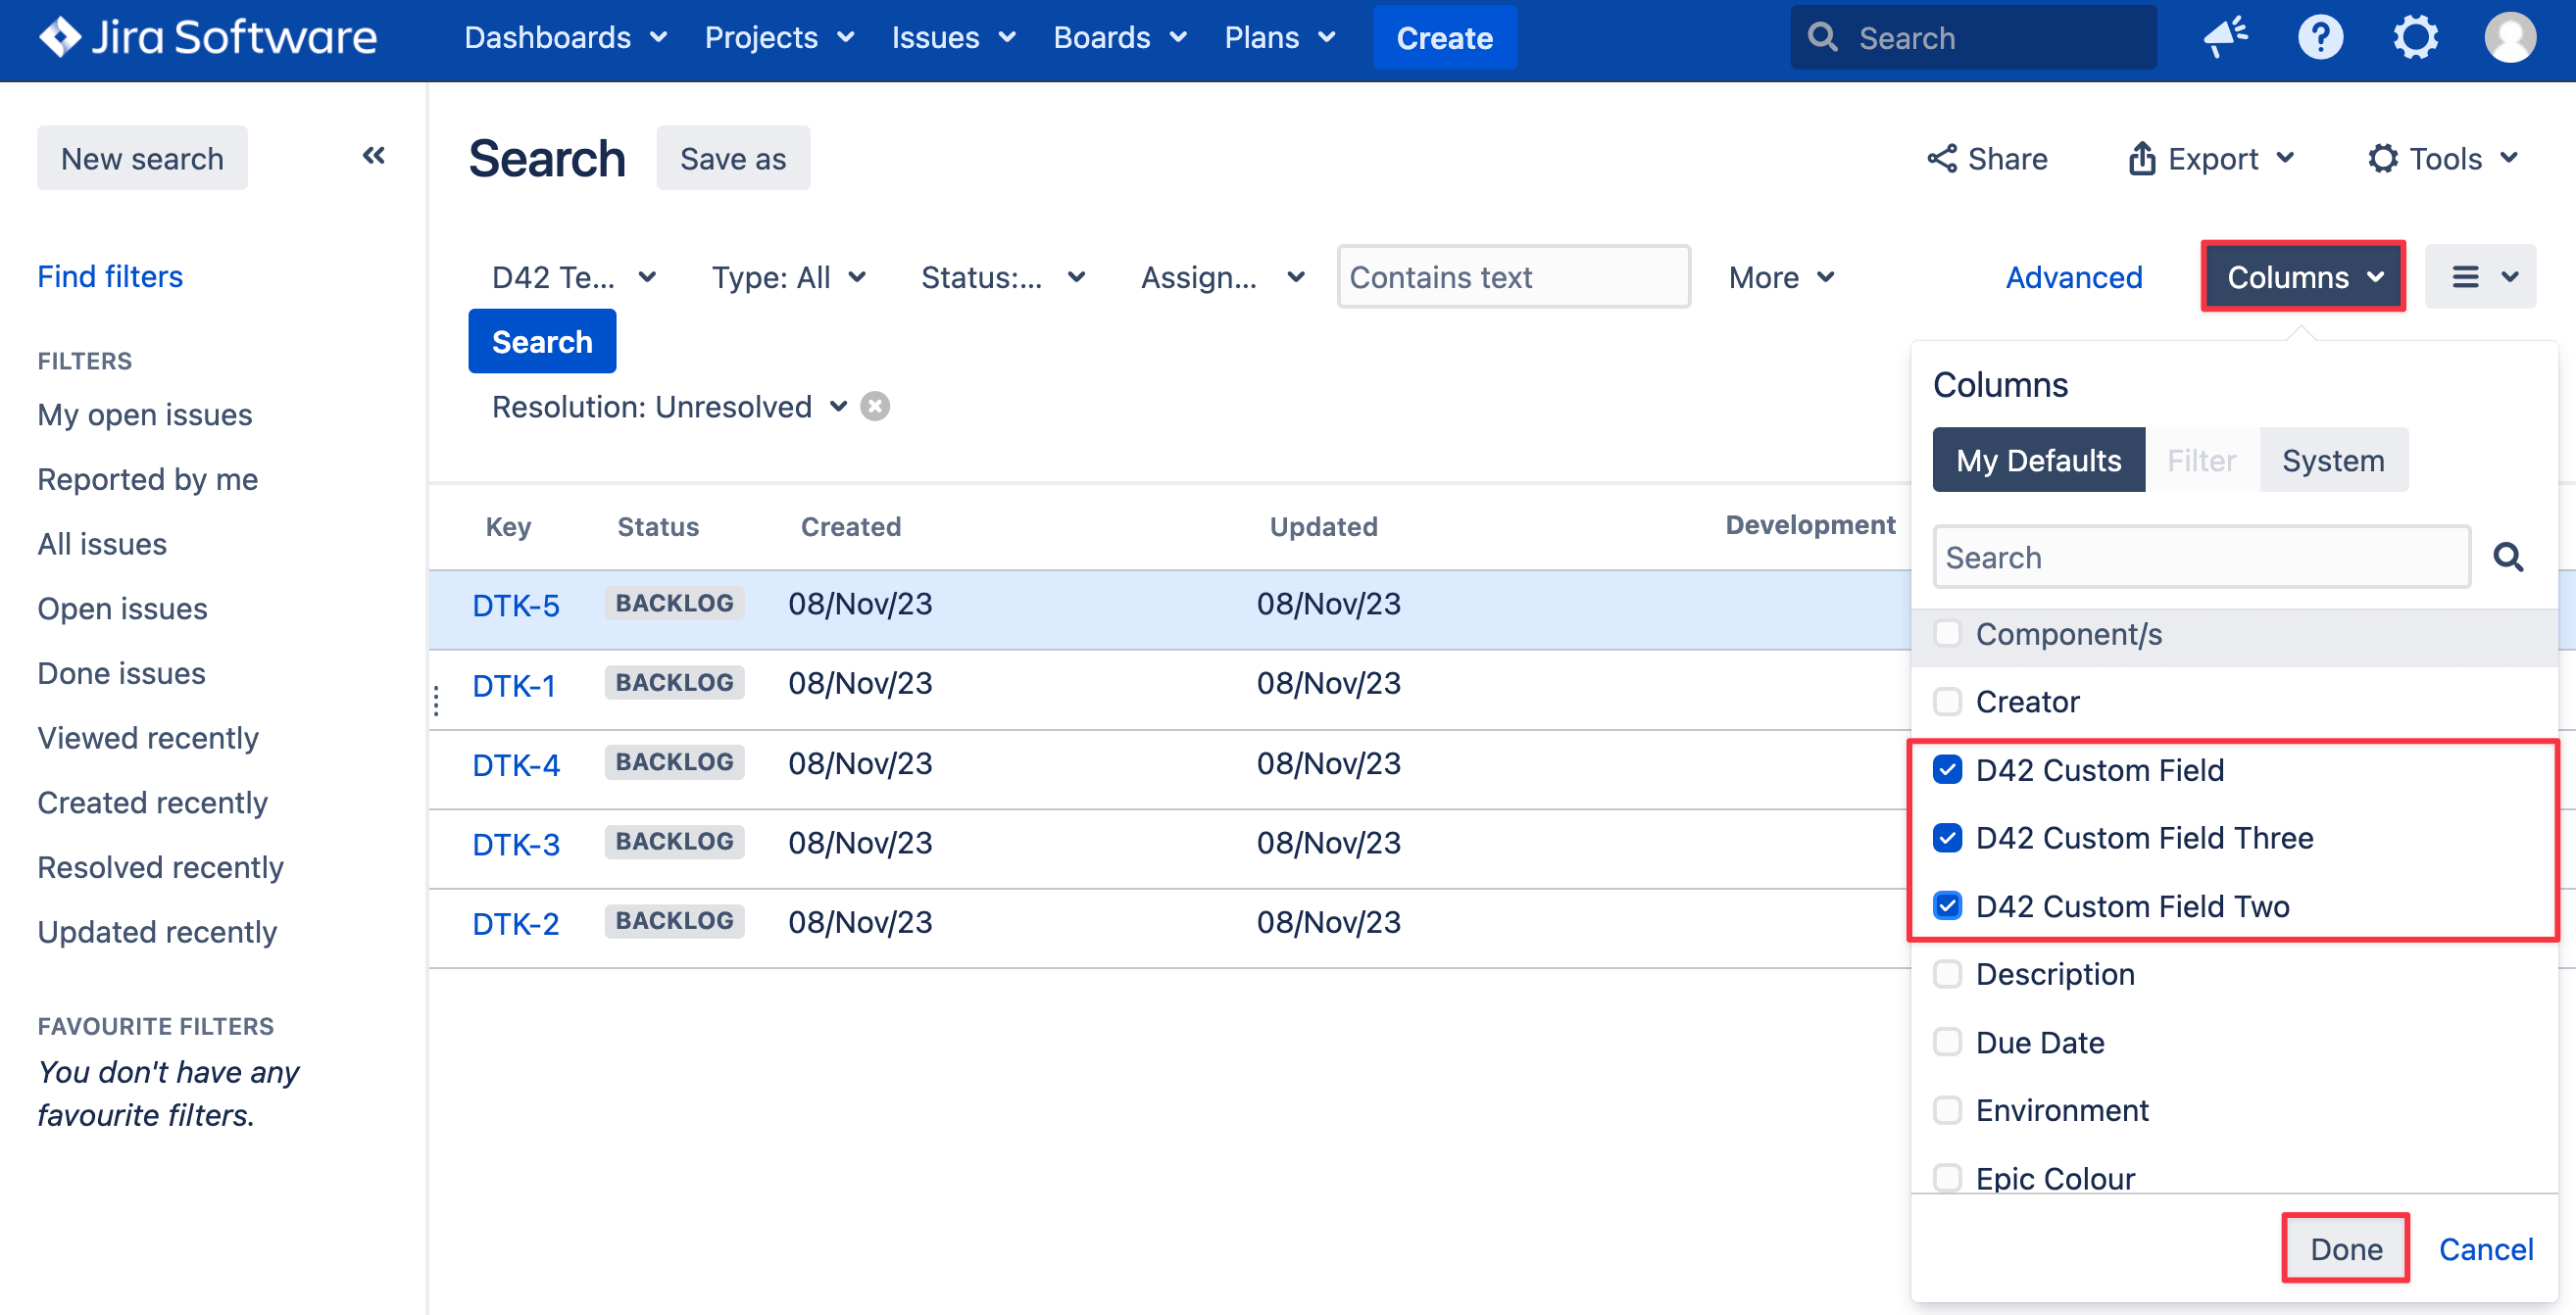 Jira Software Dashboards Projects Issues Boards Plans Create Search
New search
Search Save as Share Export Tools
Find filters
D42 Te... Type: All Status:... Assign... Contains text More Advanced Columns
Search
Resolution: Unresolved
FILTERS
My open issues
Reported by me
All issues
Open issues
Done issues
Viewed recently
Created recently
Resolved recently
Updated recently
FAVOURITE FILTERS
You don't have any
favourite filters.
Key Status Created Updated Development
DTK-5 BACKLOG 08/Nov/23 08/Nov/23
DTK-1 BACKLOG 08/Nov/23 08/Nov/23
DTK-4 BACKLOG 08/Nov/23 08/Nov/23
DTK-3 BACKLOG 08/Nov/23 08/Nov/23
DTK-2 BACKLOG 08/Nov/23 08/Nov/23
Columns
My Defaults Filter System
Search
Component/s
Creator
D42 Custom Field
D42 Custom Field Three
D42 Custom Field Two
Description
Due Date
Environment
Epic Colour
Done Cancel